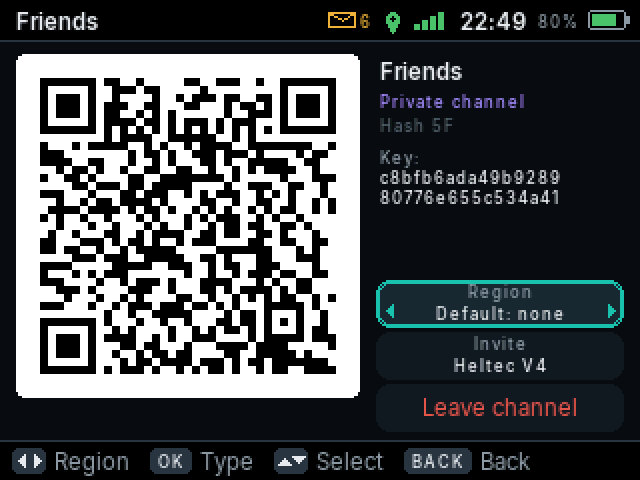 Friends
6
22:49
80%
Friends
Private channel
Hash 5F
Key:
c8bfb6ada49b9289
80776e655c534a41
Region
Default: none
Invite
Heltec V4
Leave channel
Region
OK Type
Select
BACK Back